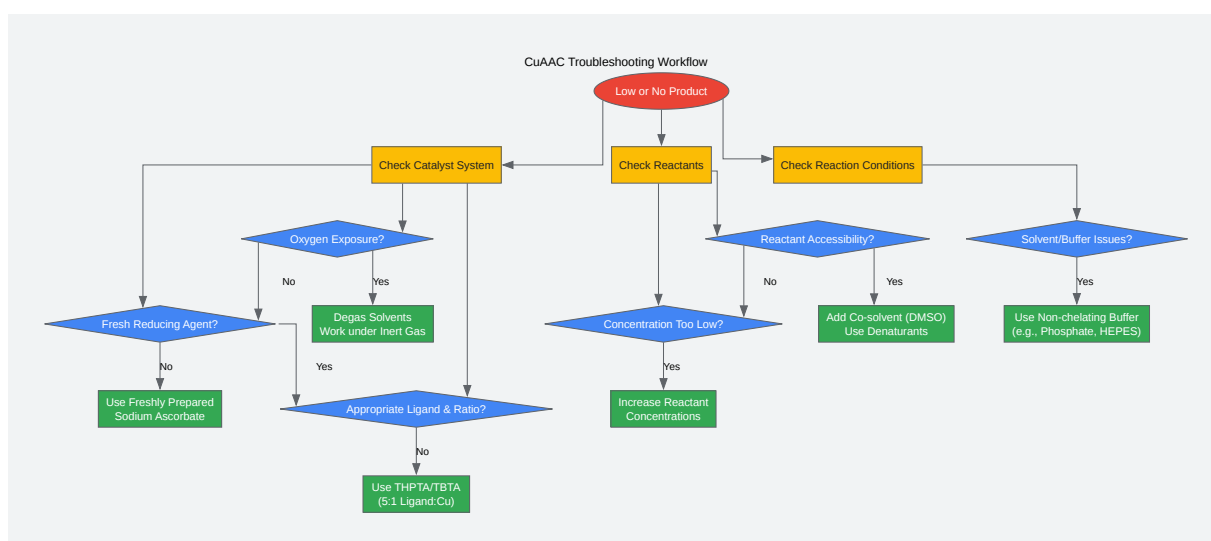 CuAAC Troubleshooting Workflow
Low or No Product
Check Catalyst System
Check Reactants
Check Reaction Conditions
Oxygen Exposure?
Reactant Accessibility?
Solvent/Buffer Issues?
No
Yes
No
Yes
Yes
Fresh Reducing Agent?
Degas Solvents
Work under Inert Gas
Concentration Too Low?
Add Co-solvent (DMSO)
Use Denaturants
Use Non-chelating Buffer
(e.g., Phosphate, HEPES)
No
Yes
Yes
Use Freshly Prepared
Sodium Ascorbate
Appropriate Ligand & Ratio?
Increase Reactant
Concentrations
No
Use THPTA/TBTA
(5:1 Ligand:Cu)